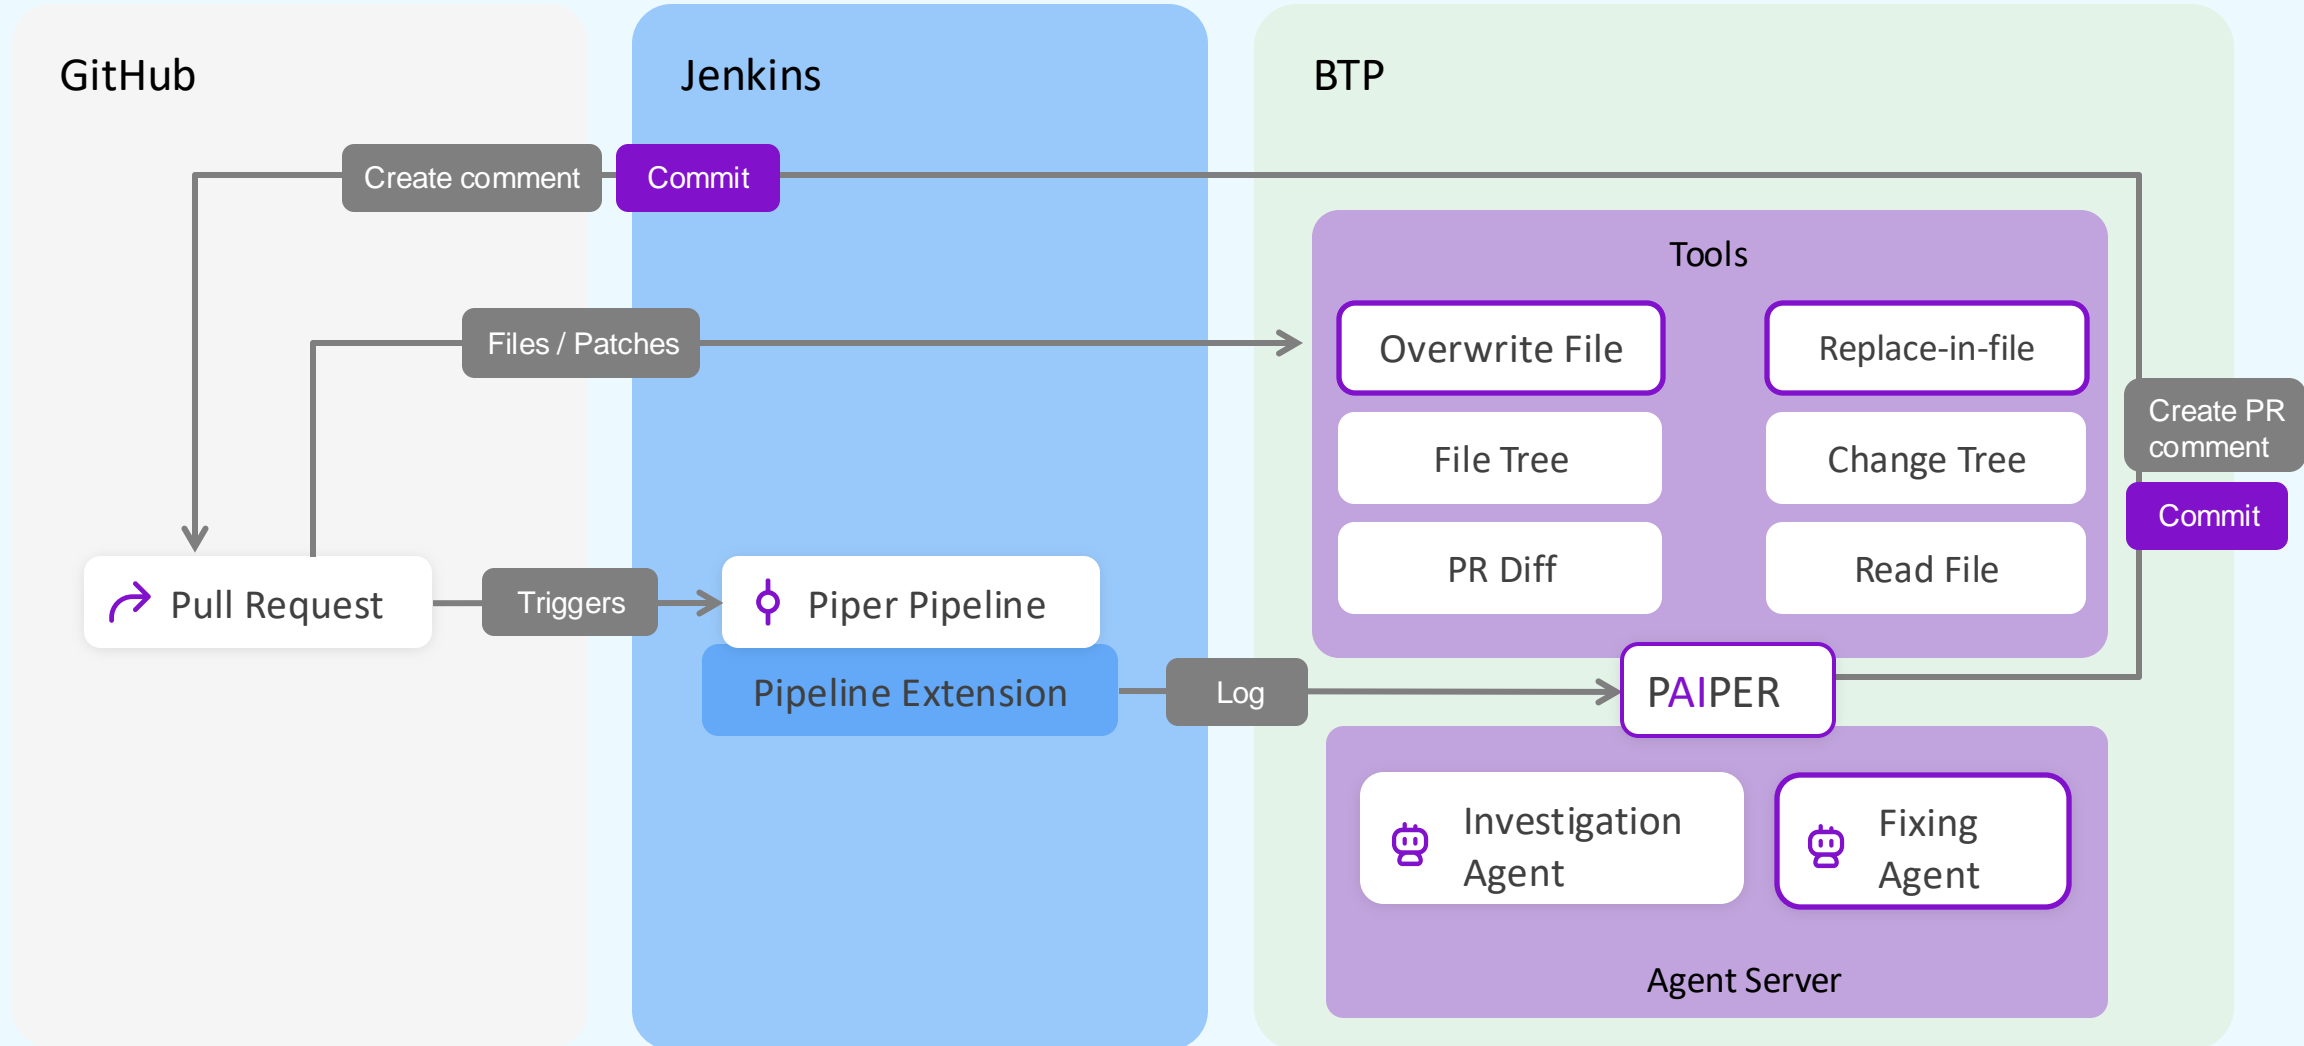 GitHub
Jenkins
BTP
Create comment
Commit
Tools
Files / Patches
Overwrite File
Replace-in-file
Create PR
comment
File Tree
Change Tree
Commit
PR Diff
Read File
Pull Request
Triggers
Piper Pipeline
Pipeline Extension
Log
PAIPER
Investigation
Agent
Fixing
Agent
Agent Server